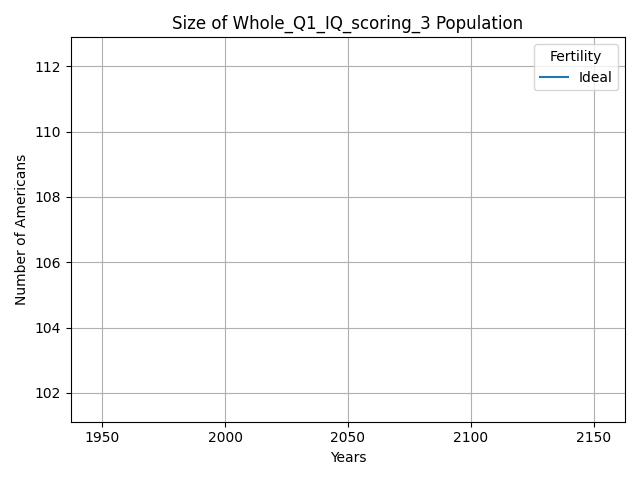 Size of Whole_Q1_IQ_scoring_3 Population
Fertility
Ideal
112
110
108
106
104
102
Number of Americans
1950 2000 2050 2100 2150
Years